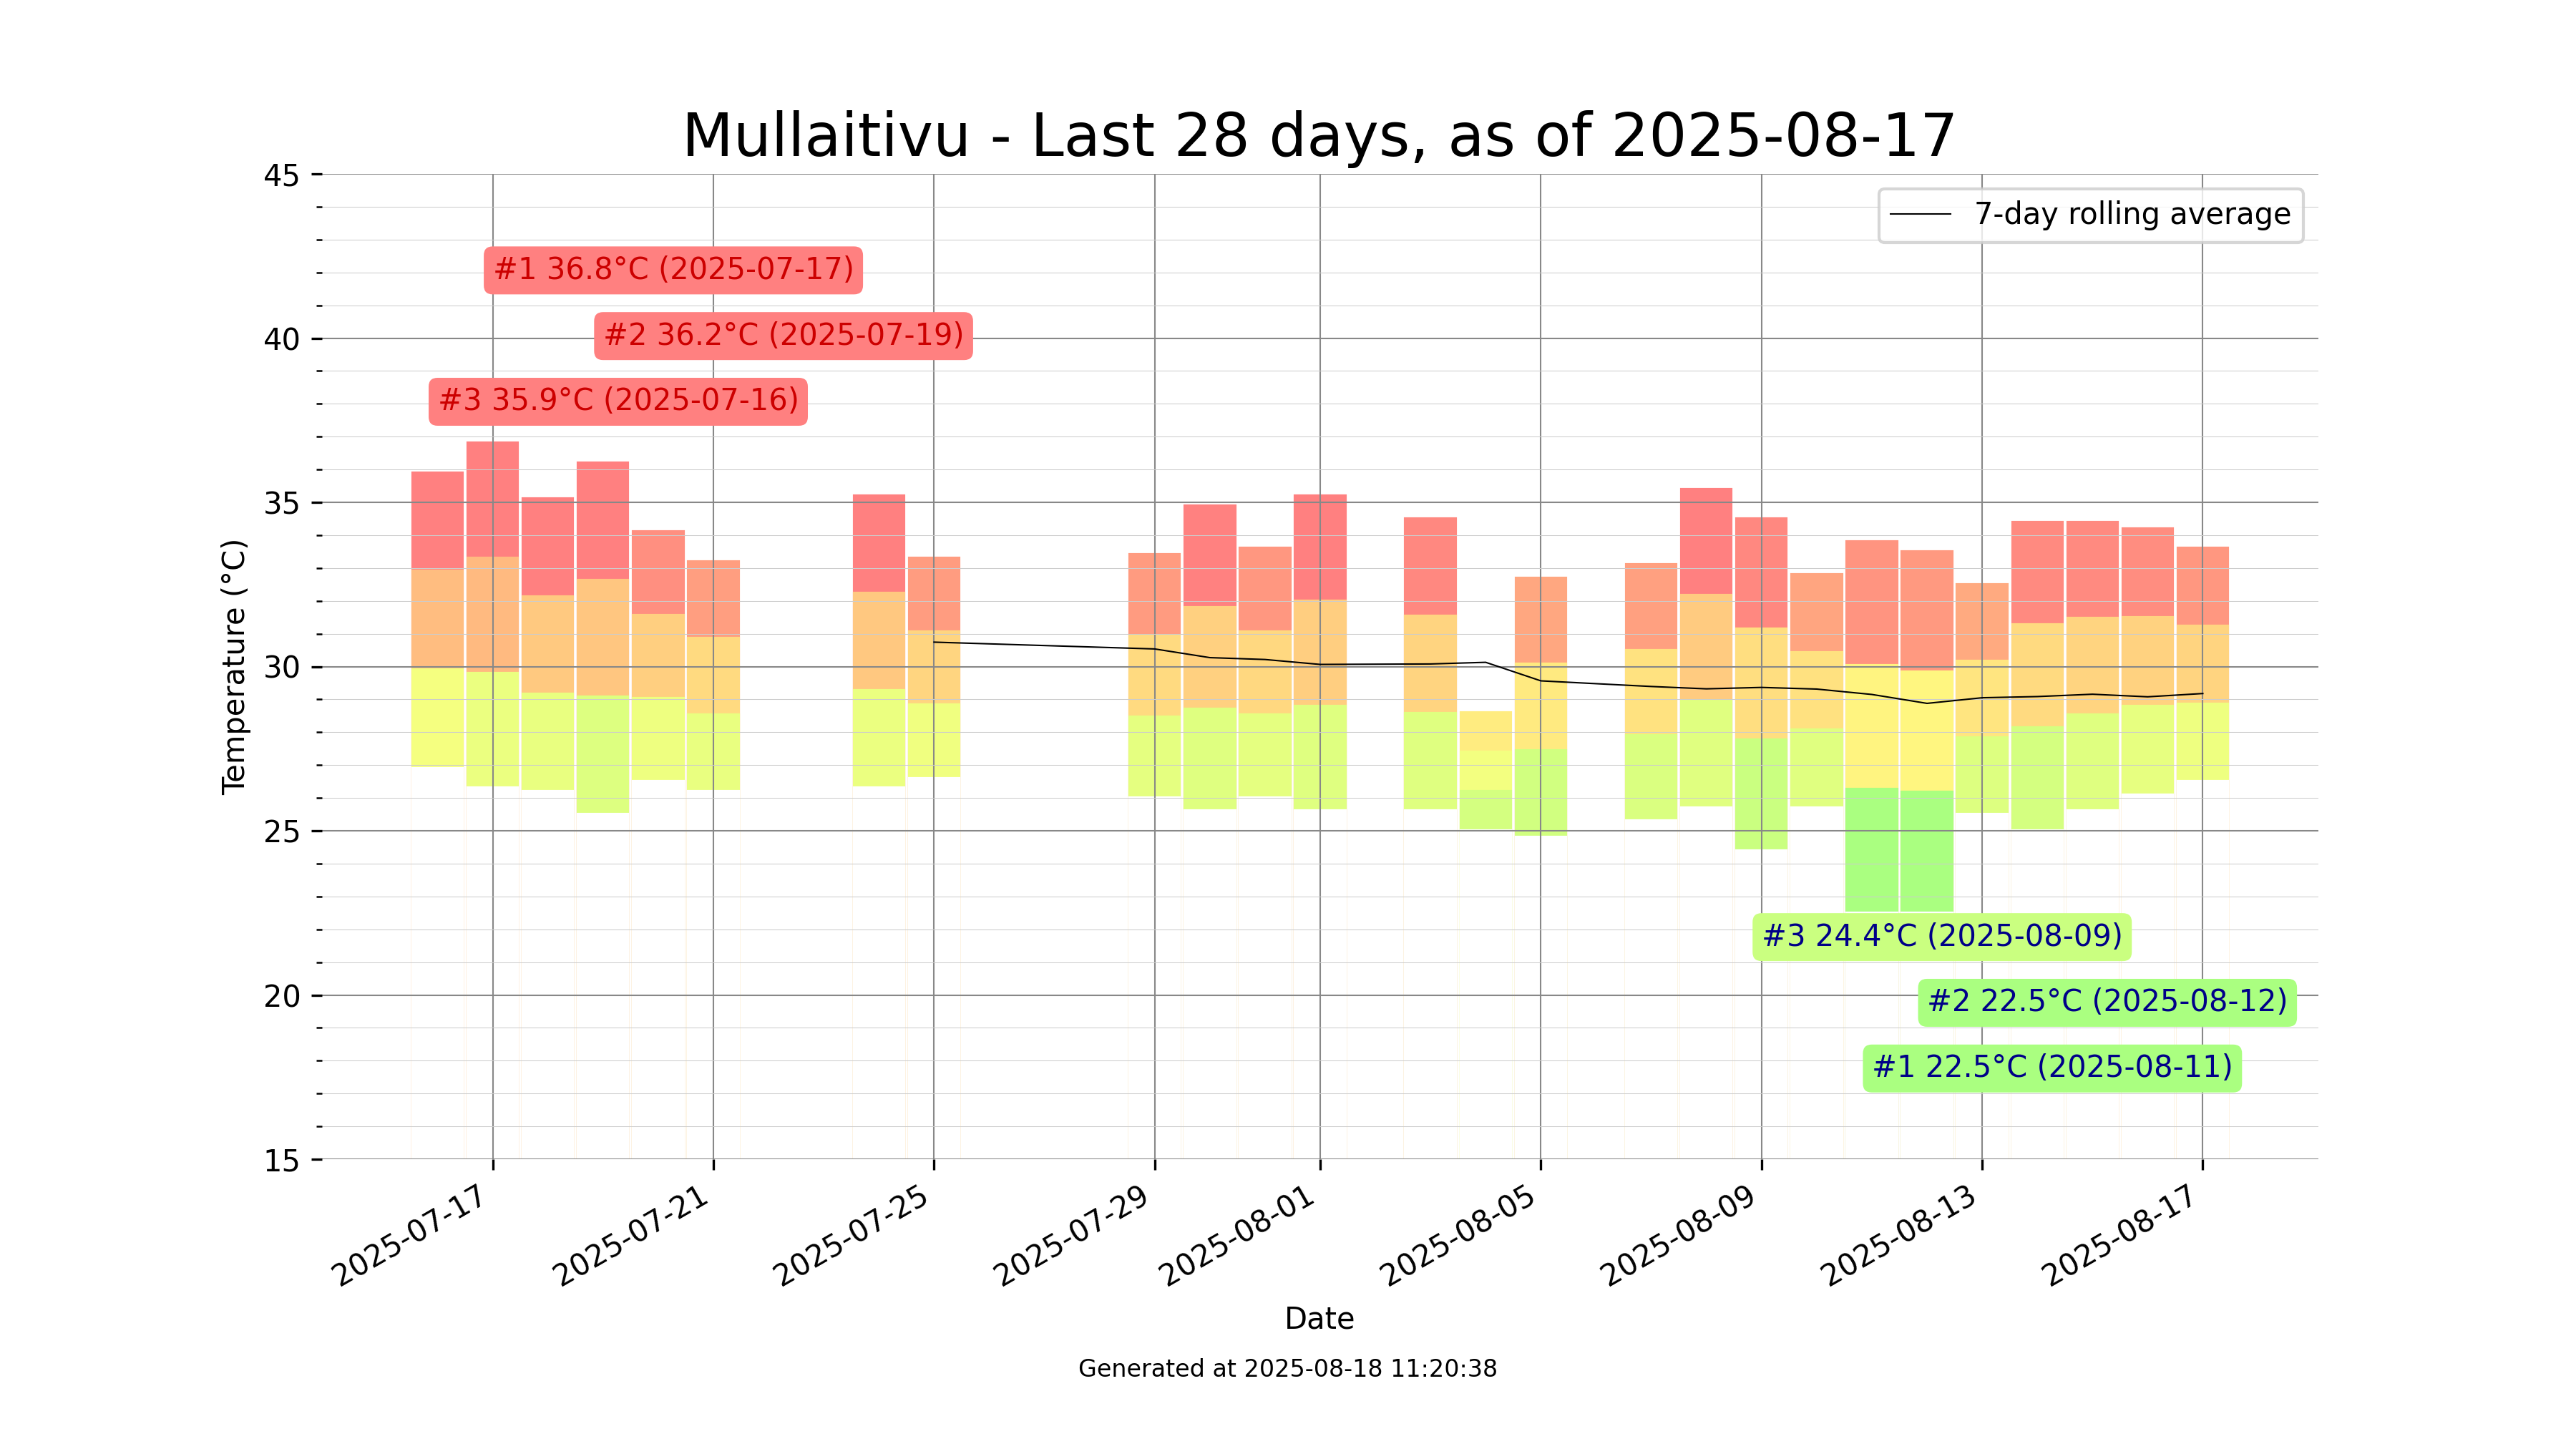 Mullaitivu - Last 28 days, as of 2025-08-17
45
7-day rolling average
#1 36.8°C (2025-07-17)
#2 36.2°C (2025-07-19)
40
#3 35.9°C (2025-07-16)
35
Temperature (°C)
30
25
#3 24.4°C (2025-08-09)
20
#2 22.5°C (2025-08-12)
#1 22.5°C (2025-08-11)
15
2025-07-17
2025-07-21
2025-07-25
2025-07-29
2025-08-01
2025-08-05
2025-08-09
2025-08-13
2025-08-17
Date
Generated at 2025-08-18 11:20:38